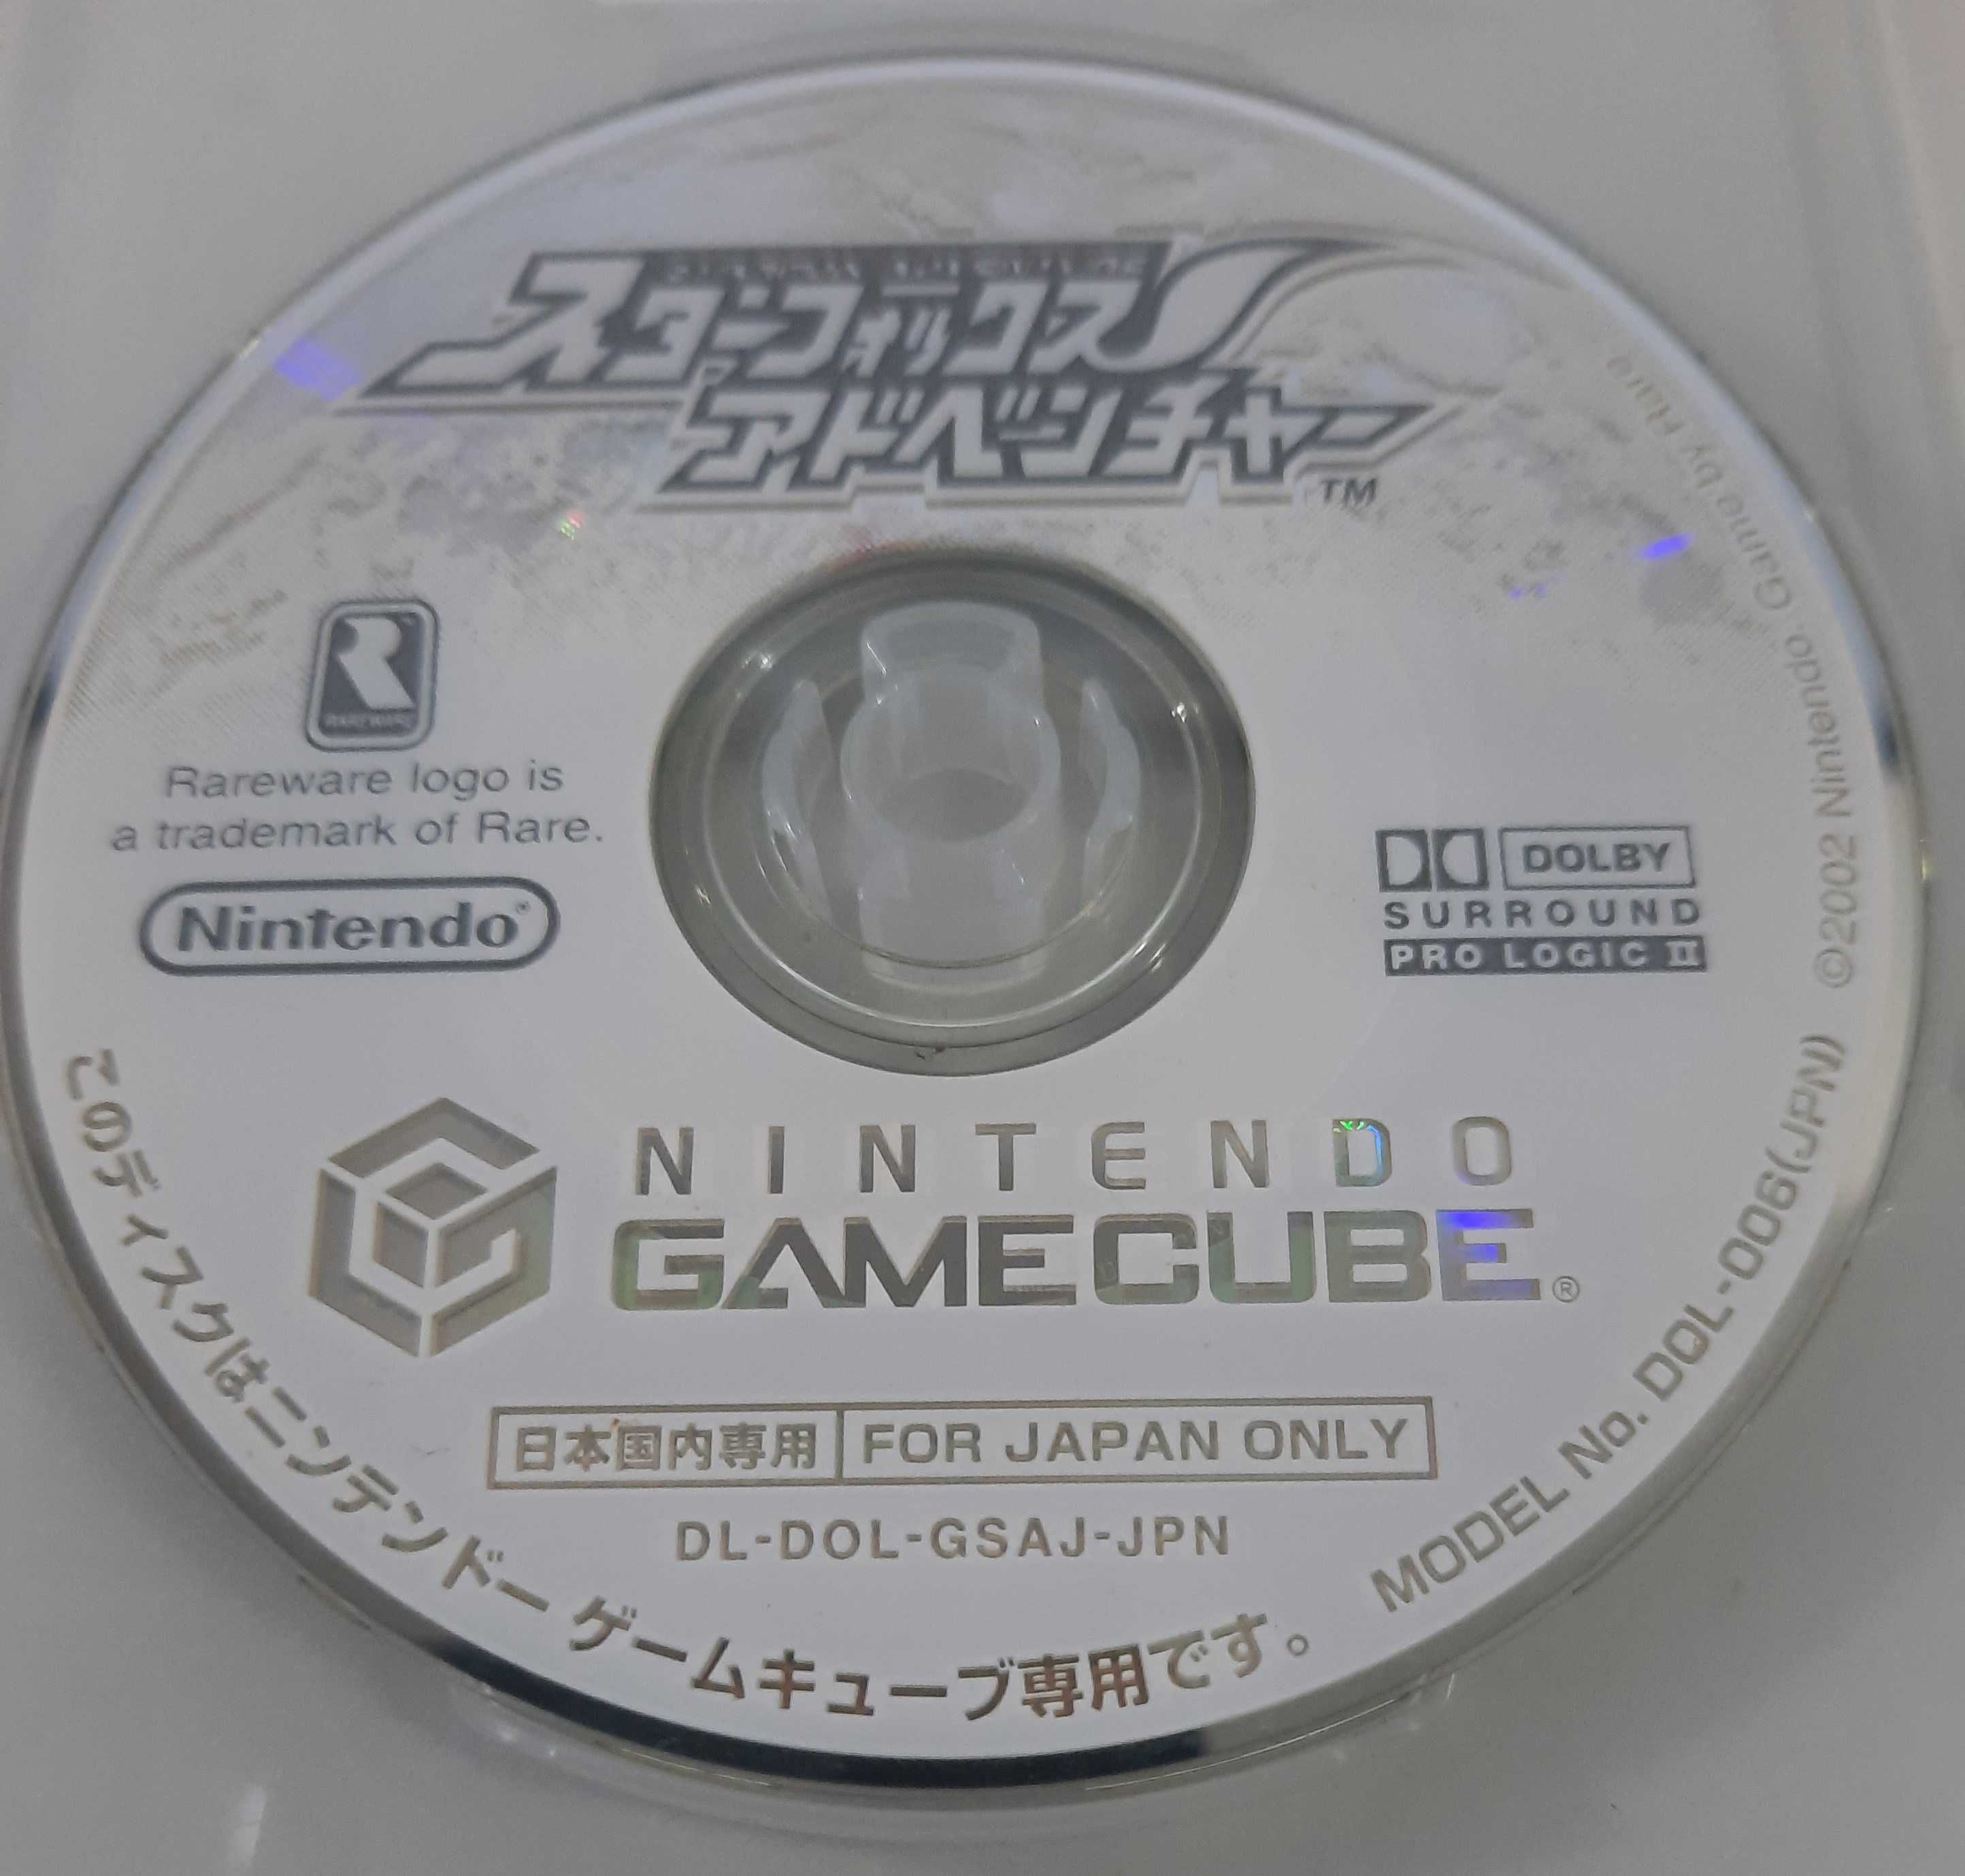 スターフォックス
アドベンチャー
TM
RAREWARE
Rareware logo is
a trademark of Rare.
Nintendo®
DOLBY
SURROUND
PRO LOGIC II
NINTENDO
GAMECUBE®
日本国内専用 FOR JAPAN ONLY
DL-DOL-GSAJ-JPN
このディスクはニンテンドー ゲームキューブ専用です。
MODEL No. DOL-006(JPN)
©2002 Nintendo. Game by Rare.